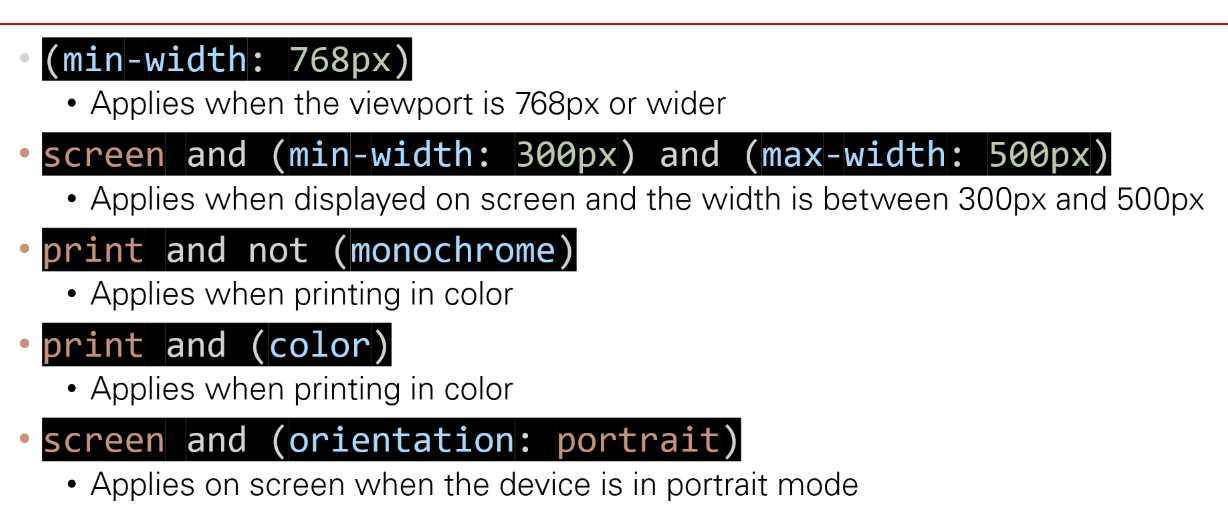 • (min-width: 768px)
• Applies when the viewport is 768px or wider
• screen and (min-width: 300px) and (max-width: 500px)
• Applies when displayed on screen and the width is between 300px and 500px
• print and not (monochrome)
• Applies when printing in color
• print and (color)
• Applies when printing in color
• screen and (orientation: portrait)
• Applies on screen when the device is in portrait mode